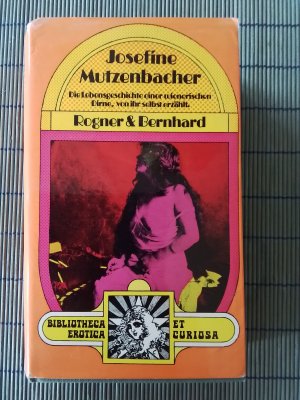 Josefine
Mutzenbacher
Die Lebensgeschichte einer wienerischen
Dirne, von ihr selbst erzählt.
Rogner & Bernhard
BIBLIOTHECA ET
EROTICA CURIOSA